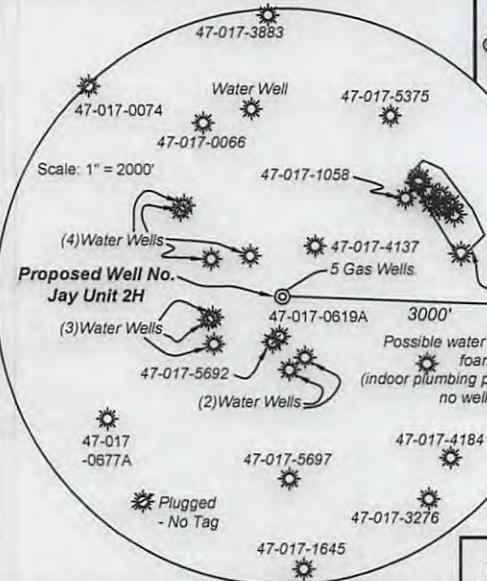 47-017-3883
Water Well
47-017-5375
47-017-0074
47-017-0066
Scale: 1" = 2000'
47-017-1058
(4)Water Wells
47-017-4137
5 Gas Wells
Proposed Well No.
Jay Unit 2H
3000'
47-017-0619A
(3)Water Wells
Possible water
foa
(indoor plumbing p
no well
47-017-5692
(2)Water Wells
47-017
-0677A
47-017-4184
47-017-5697
Plugged
- No Tag
47-017-3276
47-017-1645